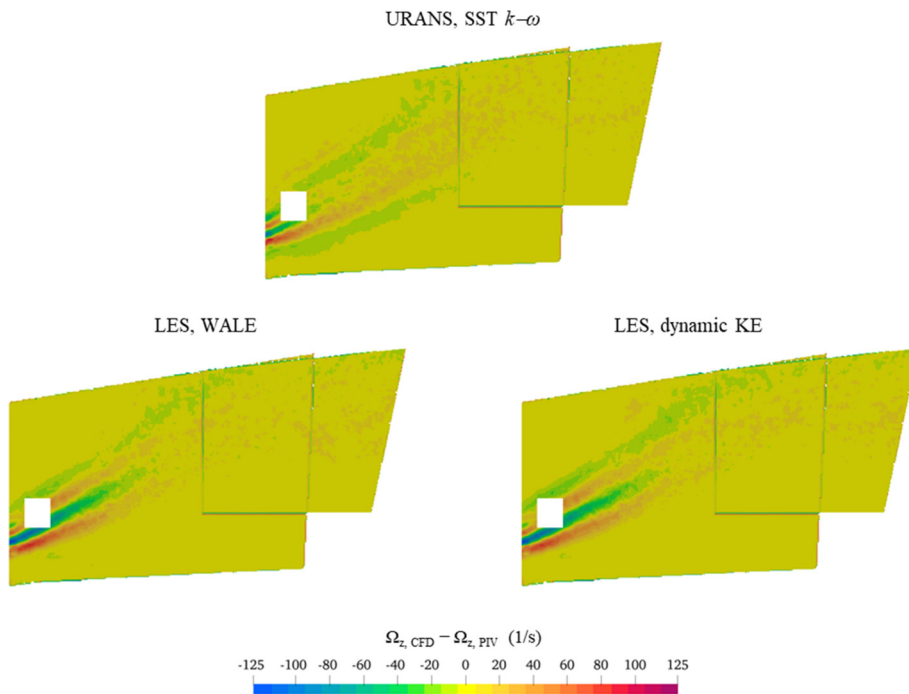 URANS, SST k–ω
LES, WALE
LES, dynamic KE
Ωz, CFD – Ωz, PIV (1/s)
-125 -100 -80 -60 -40 -20 0 20 40 60 80 100 125